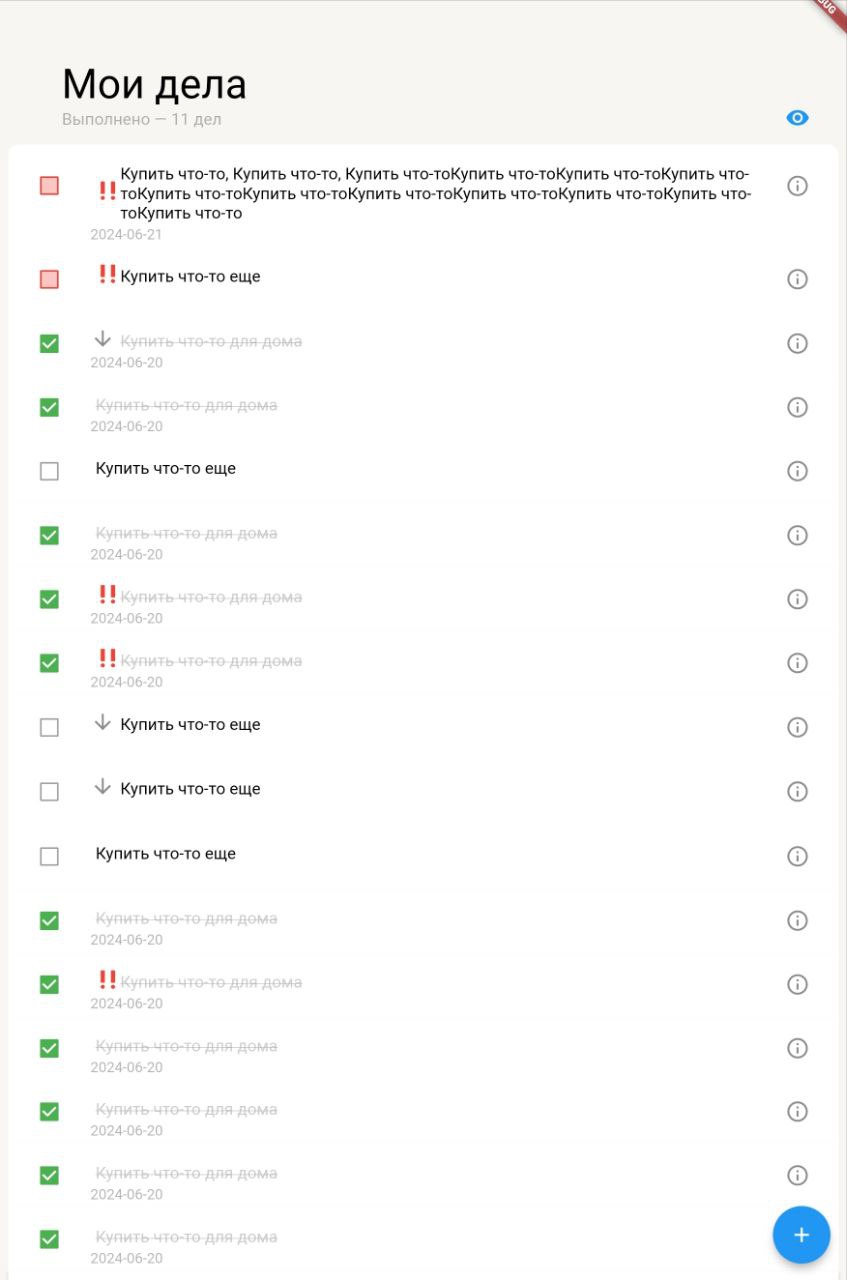 Мои дела
Выполнено — 11 дел
Купить что-то, Купить что-то, Купить что-тоКупить что-тоКупить что-тоКупить что-
‼тоКупить что-тоКупить что-тоКупить что-тоКупить что-тоКупить что-тоКупить что-
тоКупить что-то
2024-06-21
‼Купить что-то еще
Купить что-то для дома
2024-06-20
Купить что-то для дома
2024-06-20
Купить что-то еще
Купить что-то для дома
2024-06-20
‼Купить что-то для дома
2024-06-20
‼Купить что-то для дома
2024-06-20
Купить что-то еще
Купить что-то еще
Купить что-то еще
Купить что-то для дома
2024-06-20
‼Купить что-то для дома
2024-06-20
Купить что-то для дома
2024-06-20
Купить что-то для дома
2024-06-20
Купить что-то для дома
2024-06-20
Купить что-то для дома
2024-06-20